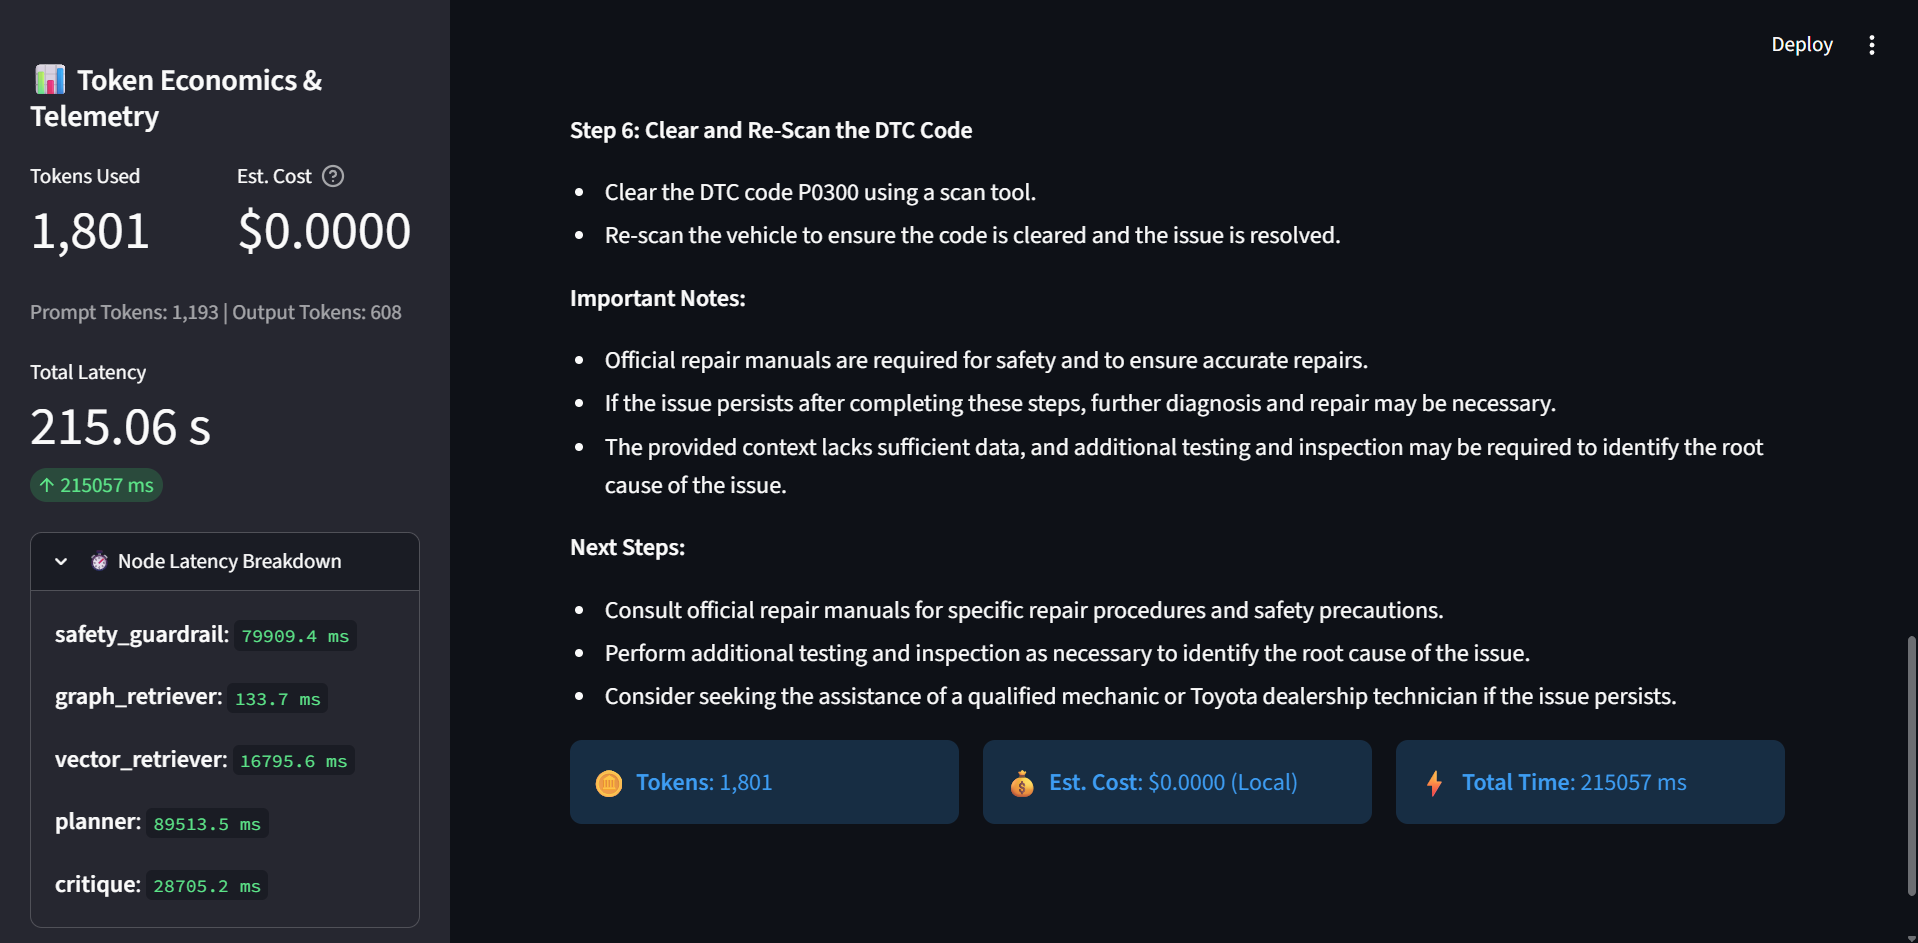 Token Economics &
Telemetry
Tokens Used
Est. Cost
1,801
$0.0000
Prompt Tokens: 1,193 | Output Tokens: 608
Total Latency
215.06 s
↑ 215057 ms
Node Latency Breakdown
safety_guardrail: 79909.4 ms
graph_retriever: 133.7 ms
vector_retriever: 16795.6 ms
planner: 89513.5 ms
critique: 28705.2 ms
Deploy
Step 6: Clear and Re-Scan the DTC Code
• Clear the DTC code P0300 using a scan tool.
• Re-scan the vehicle to ensure the code is cleared and the issue is resolved.
Important Notes:
• Official repair manuals are required for safety and to ensure accurate repairs.
• If the issue persists after completing these steps, further diagnosis and repair may be necessary.
• The provided context lacks sufficient data, and additional testing and inspection may be required to identify the root
cause of the issue.
Next Steps:
• Consult official repair manuals for specific repair procedures and safety precautions.
• Perform additional testing and inspection as necessary to identify the root cause of the issue.
• Consider seeking the assistance of a qualified mechanic or Toyota dealership technician if the issue persists.
Tokens: 1,801
Est. Cost: $0.0000 (Local)
Total Time: 215057 ms